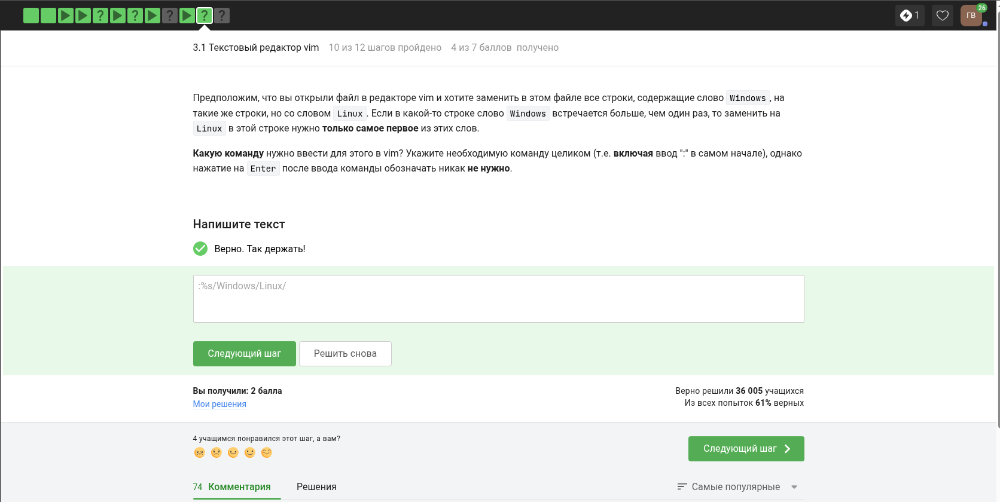 ? ? ? ? ?
1
ГВ
26
3.1 Текстовый редактор vim 10 из 12 шагов пройдено 4 из 7 баллов получено
Предположим, что вы открыли файл в редакторе vim и хотите заменить в этом файле все строки, содержащие слово Windows, на
такие же строки, но со словом Linux. Если в какой-то строке слово Windows встречается больше, чем один раз, то заменить на
Linux в этой строке нужно только самое первое из этих слов.
Какую команду нужно ввести для этого в vim? Укажите необходимую команду целиком (т.е. включая ввод ":" в самом начале), однако
нажатие на Enter после ввода команды обозначать никак не нужно.
Напишите текст
Верно. Так держать!
:%s/Windows/Linux/
Следующий шаг Решить снова
Вы получили: 2 балла
Мои решения
Верно решили 36 005 учащихся
Из всех попыток 61% верных
4 учащимся понравился этот шаг, а вам?
Следующий шаг
74 Комментария Решения Самые популярные